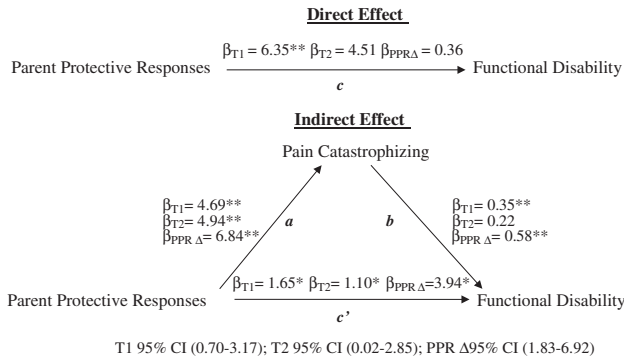 Direct Effect
βT1 = 6.35** βT2 = 4.51 βPPRΔ = 0.36
Parent Protective Responses Functional Disability
c
Indirect Effect
Pain Catastrophizing
βT1= 4.69** βT1= 0.35**
βT2= 4.94** a b βT2= 0.22
βPPR Δ= 6.84** βPPR Δ= 0.58**
βT1= 1.65* βT2= 1.10* βPPR Δ=3.94*
Parent Protective Responses Functional Disability
c'
T1 95% CI (0.70-3.17); T2 95% CI (0.02-2.85); PPR Δ95% CI (1.83-6.92)